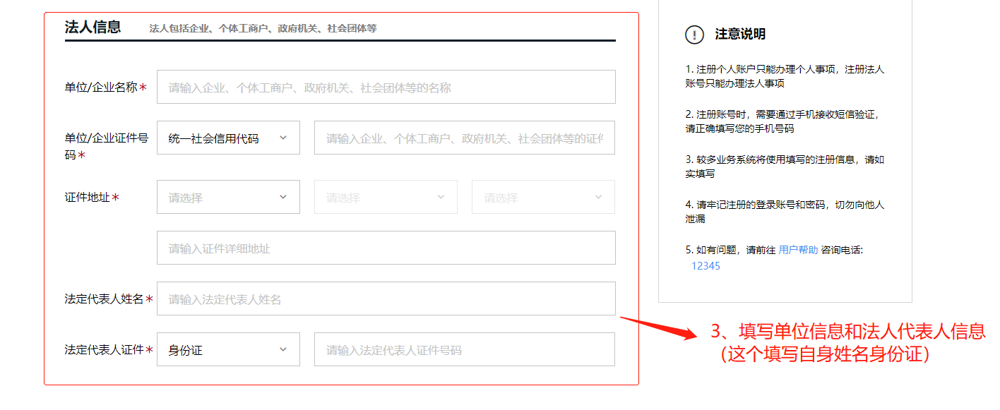 法人信息 法人包括企业、个体工商户、政府机关、社会团体等
单位/企业名称* 请输入企业、个体工商户、政府机关、社会团体等的名称
单位/企业证件号
码* 统一社会信用代码 请输入企业、个体工商户、政府机关、社会团体等的证件
证件地址* 请选择 请选择 请选择
请输入证件详细地址
法定代表人姓名* 请输入法定代表人姓名
法定代表人证件* 身份证 请输入法定代表人证件号码
注意说明
1. 注册个人账户只能办理个人事项，注册法人
账号只能办理法人事项
2. 注册账号时，需要通过手机接收短信验证，
请正确填写您的手机号码
3. 较多业务系统将使用填写的注册信息，请如
实填写
4. 请牢记注册的登录账号和密码，切勿向他人
泄漏
5. 如有问题，请前往 用户帮助 咨询电话:
12345
3、填写单位信息和法人代表人信息
（这个填写自身姓名身份证）